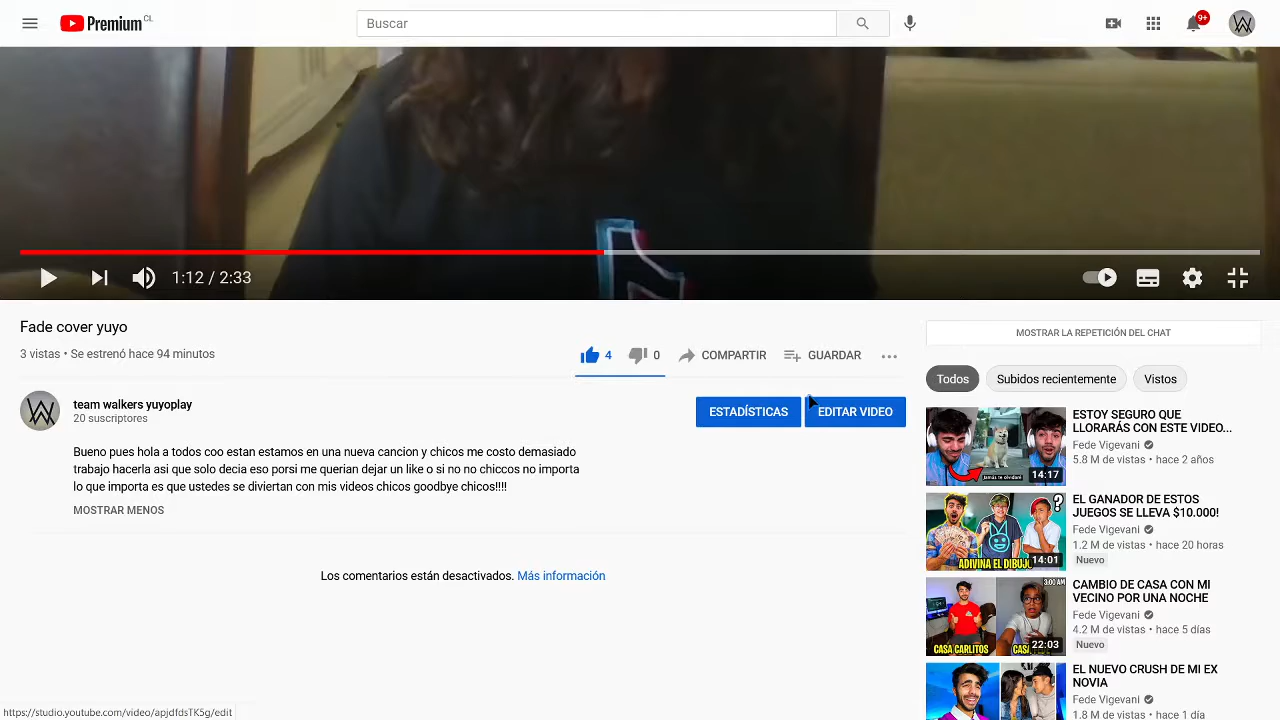 Premium CL
Buscar
9+
1:12 / 2:33
Fade cover yuyo
3 vistas • Se estrenó hace 94 minutos
4
0
COMPARTIR
GUARDAR
team walkers yuyoplay
20 suscriptores
ESTADÍSTICAS
EDITAR VIDEO
Bueno pues hola a todos coo estan estamos en una nueva cancion y chicos me costo demasiado
trabajo hacerla asi que solo decia eso porsi me querian dejar un like o si no no chiccos no importa
lo que importa es que ustedes se diviertan con mis videos chicos goodbye chicos!!!!
MOSTRAR MENOS
Los comentarios están desactivados. Más información
MOSTRAR LA REPETICIÓN DEL CHAT
Todos
Subidos recientemente
Vistos
Jamás te olvidaré
14:17
ESTOY SEGURO QUE
LLORARÁS CON ESTE VIDEO...
Fede Vigevani
5.8 M de vistas • hace 2 años
?
ADIVINA EL DIBUJO
14:01
EL GANADOR DE ESTOS
JUEGOS SE LLEVA $10.000!
Fede Vigevani
1.2 M de vistas • hace 20 horas
Nuevo
3:00 AM
CASA CARLITOS
22:03
CAMBIO DE CASA CON MI
VECINO POR UNA NOCHE
Fede Vigevani
4.2 M de vistas • hace 5 días
Nuevo
EL NUEVO CRUSH DE MI EX
NOVIA
Fede Vigevani
1.8 M de vistas • hace 1 día
https://studio.youtube.com/video/apjdfdsTK5g/edit